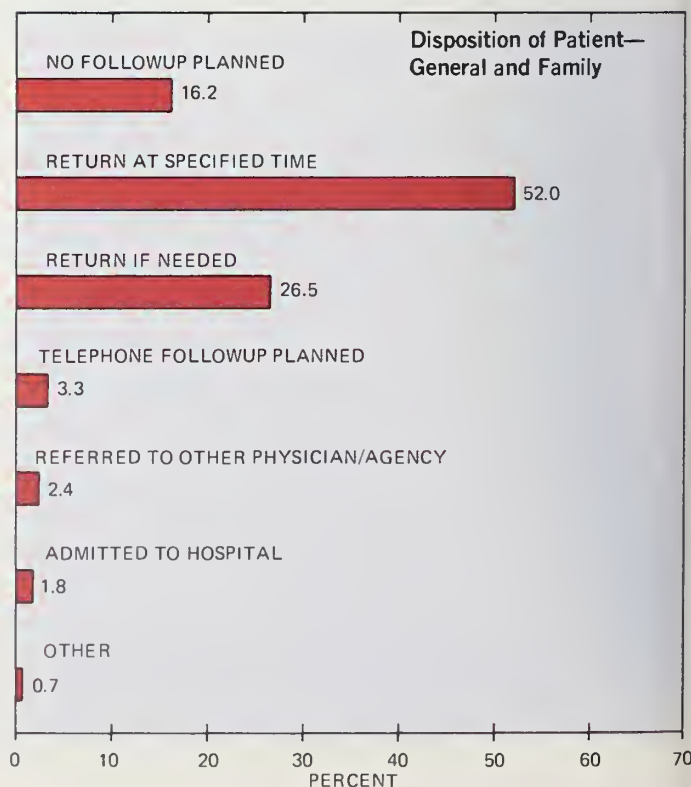 Disposition of Patient—
General and Family
NO FOLLOWUP PLANNED
16.2
RETURN AT SPECIFIED TIME
52.0
RETURN IF NEEDED
26.5
TELEPHONE FOLLOWUP PLANNED
3.3
REFERRED TO OTHER PHYSICIAN/AGENCY
2.4
ADMITTED TO HOSPITAL
1.8
OTHER
0.7
0 10 20 30 40 50 60 70
PERCENT